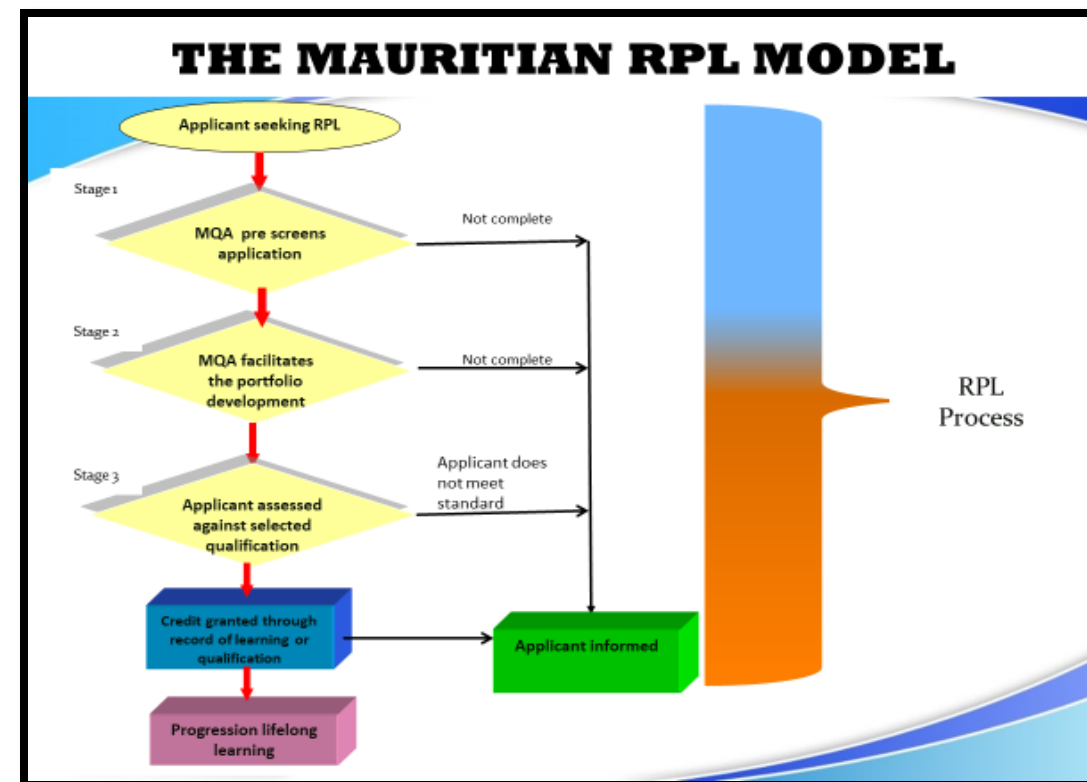 THE MAURITIAN RPL MODEL
Applicant seeking RPL
Stage 1
MQA pre screens
application
Not complete
Stage 2
MQA facilitates
the portfolio
development
Not complete
Stage 3
Applicant assessed
against selected
qualification
Applicant does
not meet
standard
Credit granted through
record of learning or
qualification
Applicant informed
Progression lifelong
learning
RPL
Process